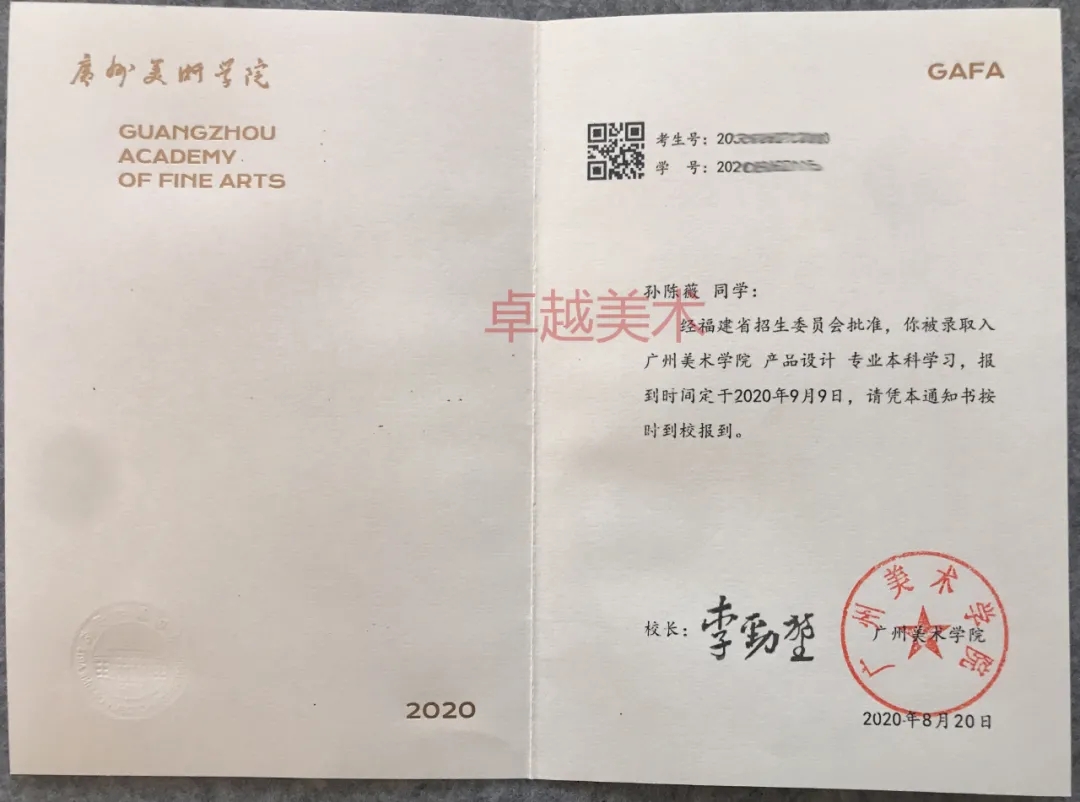 廣州美術学院
GUANGZHOU
ACADEMY
OF FINE ARTS
2020
GAFA
考生号：20
学 号：202
孙陈薇 同学：
经福建省招生委员会批准，你被录取入
广州美术学院 产品设计 专业本科学习，报
到时间定于2020年9月9日，请凭本通知书按
时到校报到。
卓越美术
校长：李劲堃
广州美术学院
广州美术学院
2020年8月20日